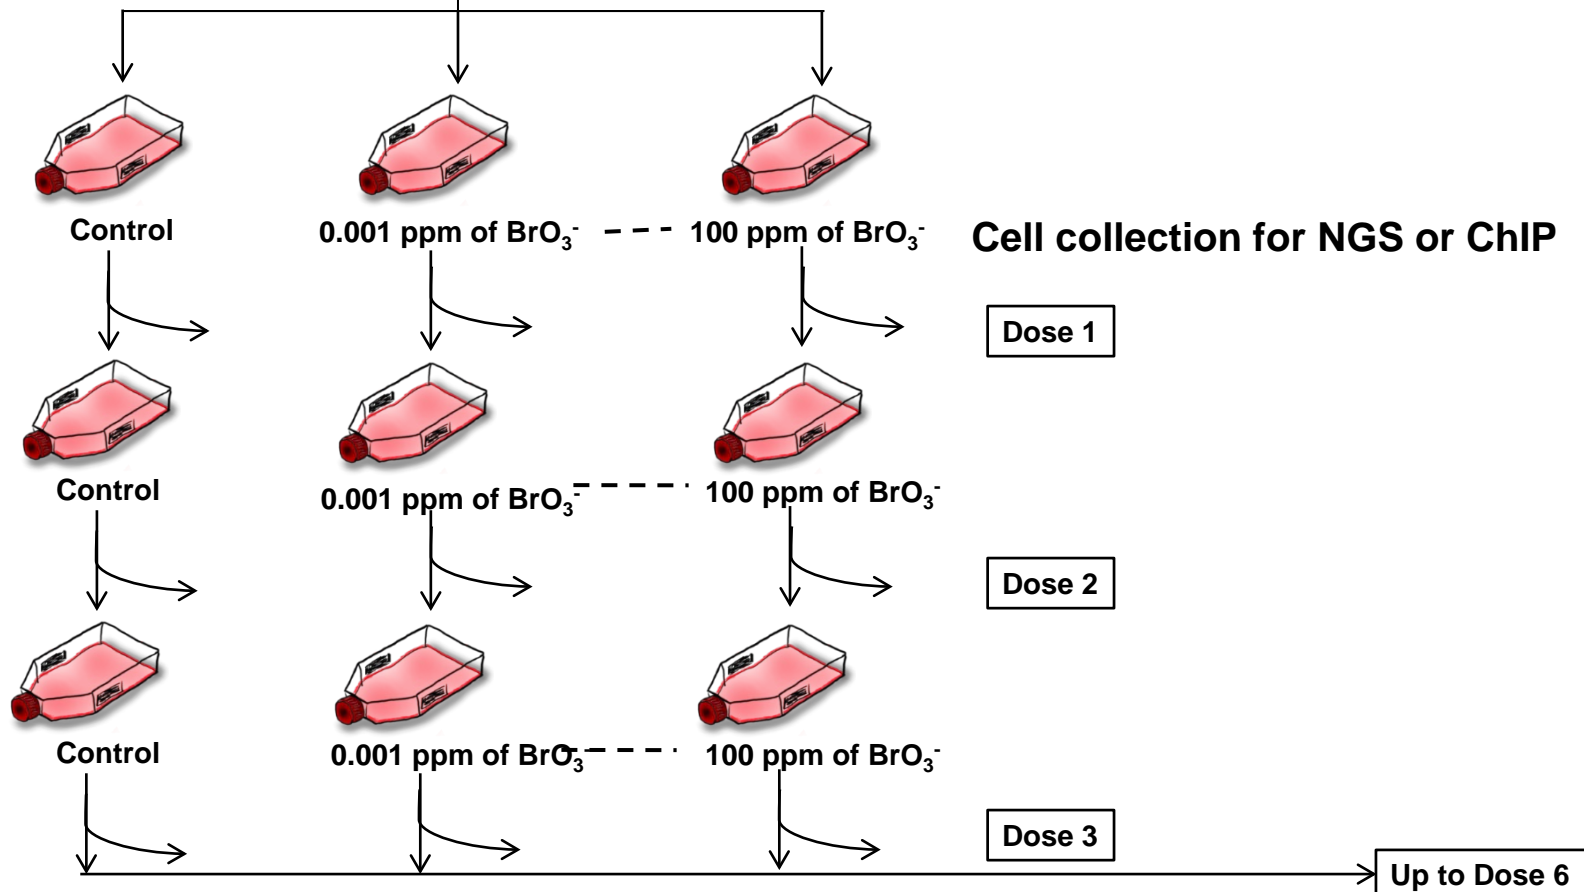 Control
0.001 ppm of BrO₃⁻
100 ppm of BrO₃⁻
Cell collection for NGS or ChIP
Dose 1
Control
0.001 ppm of BrO₃⁻
100 ppm of BrO₃⁻
Dose 2
Control
0.001 ppm of BrO₃⁻
100 ppm of BrO₃⁻
Dose 3
Up to Dose 6